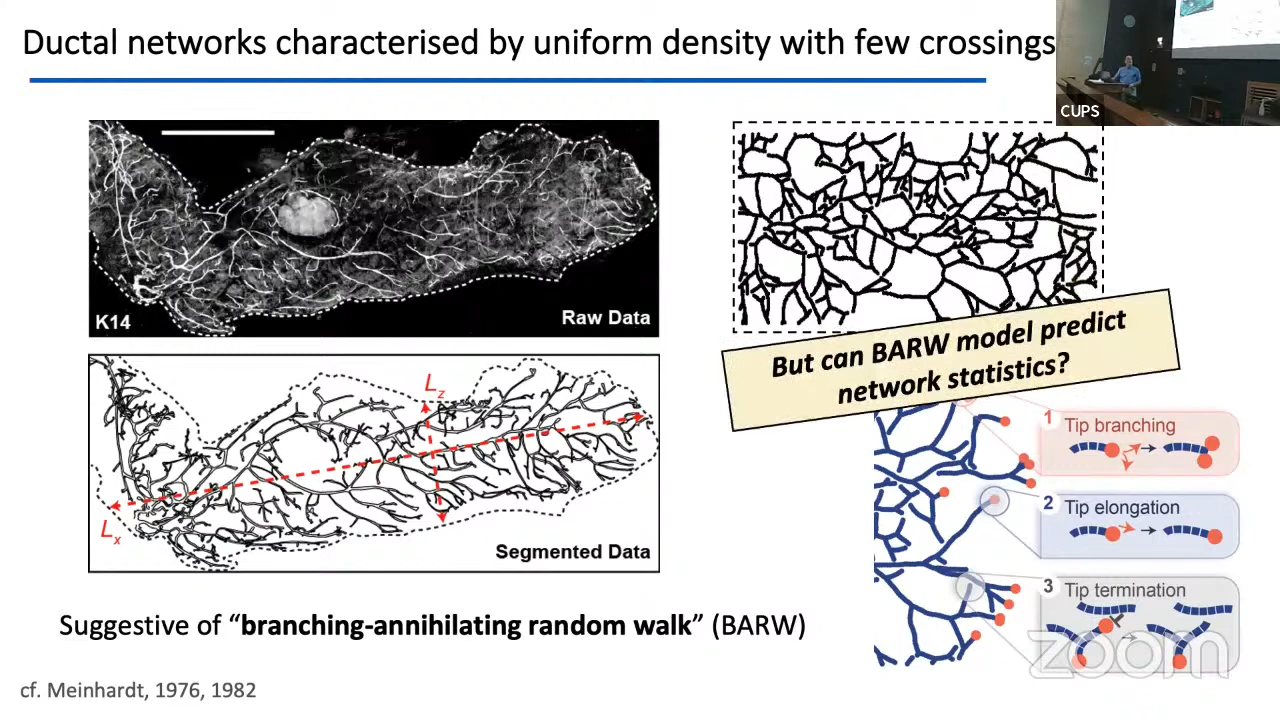 Ductal networks characterised by uniform density with few crossings
CUPS
K14
Raw Data
But can BARW model predict
network statistics?
L_z
L_x
Segmented Data
1 Tip branching
2 Tip elongation
3 Tip termination
zoom
Suggestive of “branching-annihilating random walk” (BARW)
cf. Meinhardt, 1976, 1982